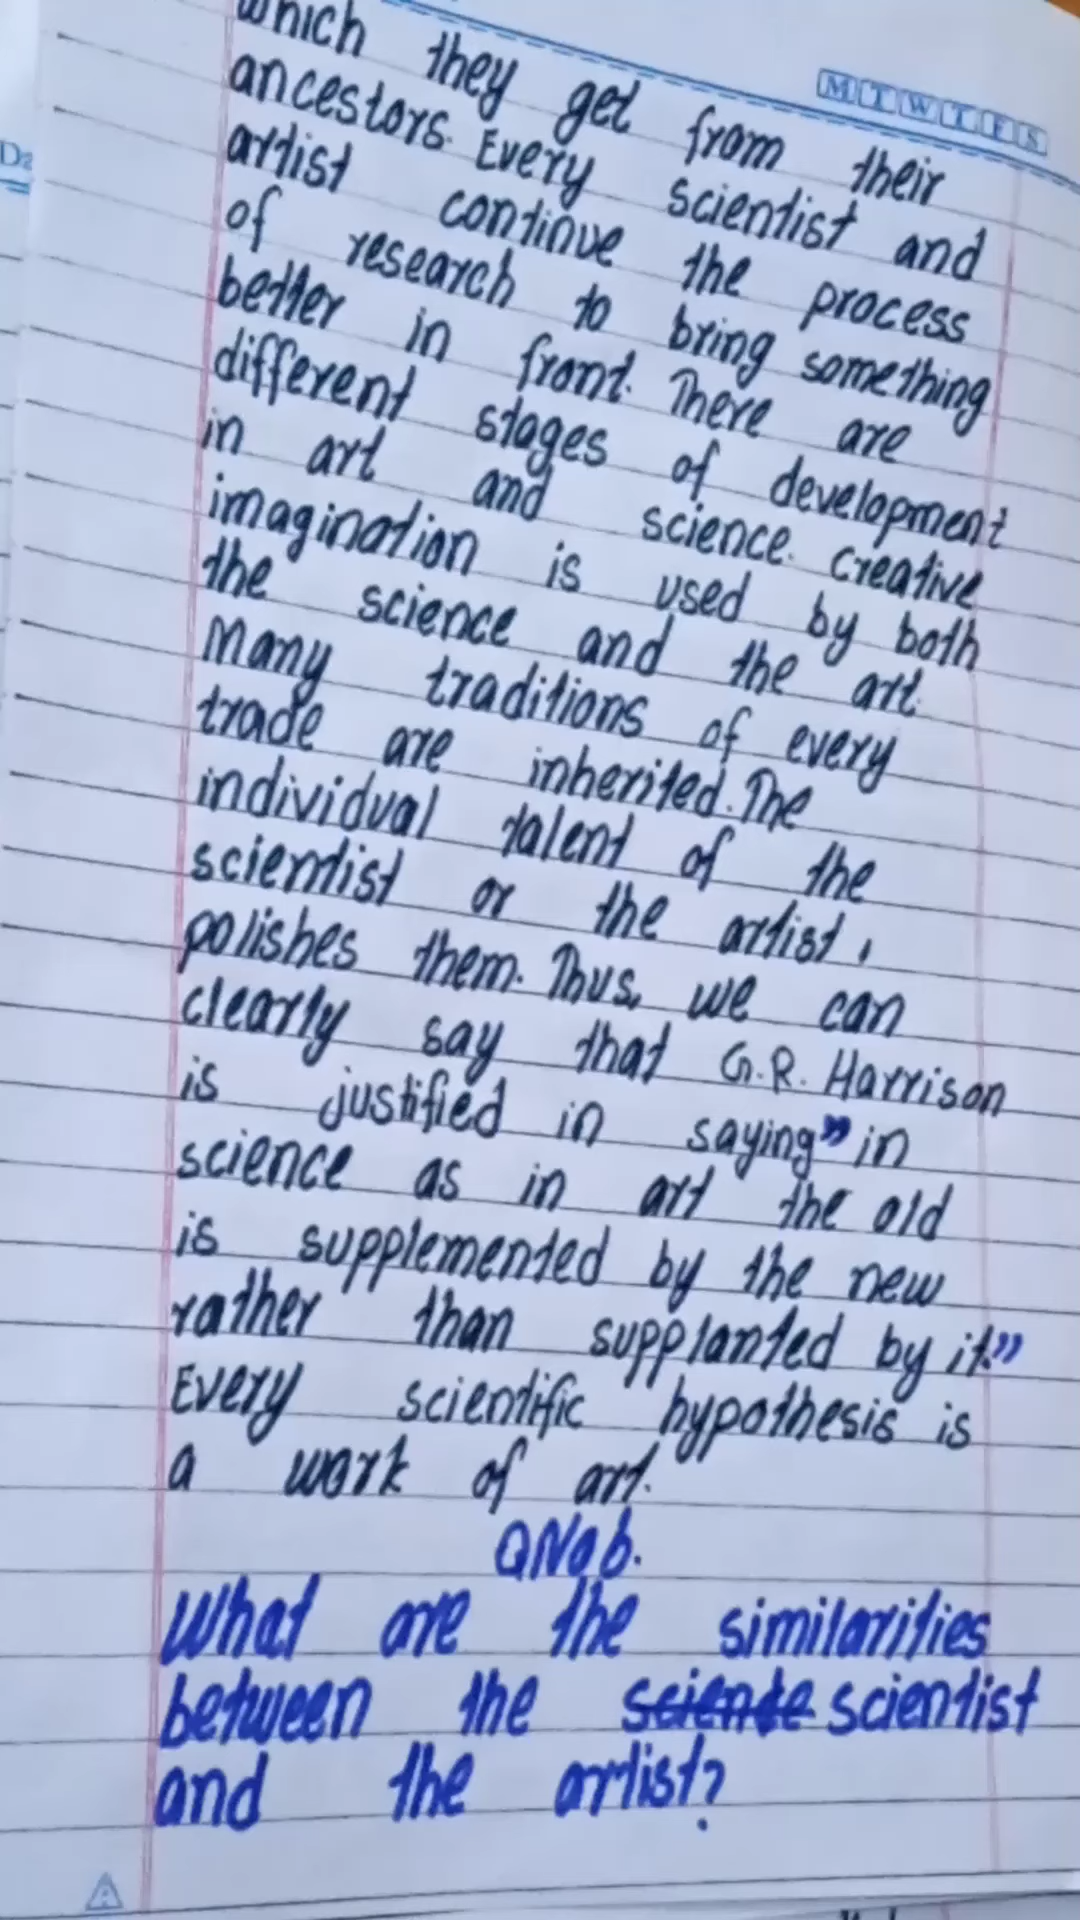 M T W T F S
Da
which they get from their
ancestors. Every scientist and
artist continue the process
of research to bring something
better in front. There are
different stages of development
in art and science. creative
imagination is used by both
the science and the art.
Many traditions of every
trade are inherited. The
individual talent of the
scientist or the artist,
polishes them. Thus, we can
clearly say that G.R. Harrison
is justified in saying" in
science as in art the old
is supplemented by the new
rather than supplanted by it."
Every scientific hypothesis is
a work of art.
QNo6.
What are the similarities
between the science scientist
and the artist?